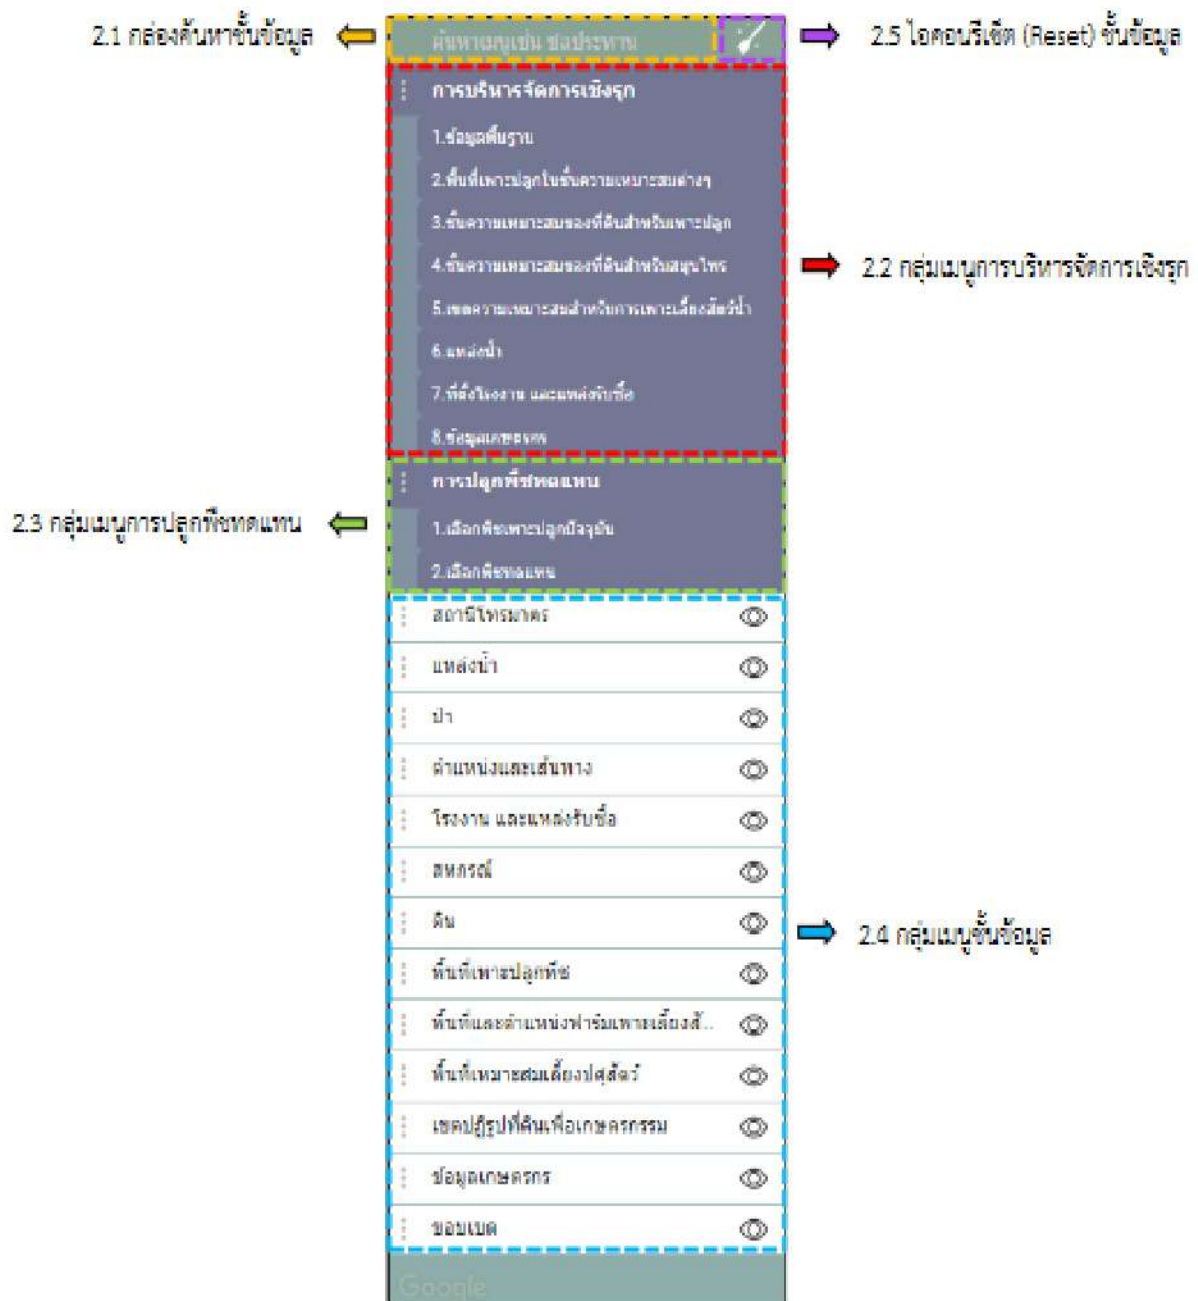 2.1 กล่องค้นหาชั้นข้อมูล
ค้นหาเมนูเช่น ชลประทาน
2.5 ไอคอนรีเซ็ต (Reset) ชั้นข้อมูล
การบริหารจัดการเชิงรุก
1.ข้อมูลพื้นฐาน
2.พื้นที่เพาะปลูกในชั้นความเหมาะสมต่างๆ
3.ชั้นความเหมาะสมของที่ดินสำหรับเพาะปลูก
4.ชั้นความเหมาะสมของที่ดินสำหรับสมุนไพร
2.2 กลุ่มเมนูการบริหารจัดการเชิงรุก
5.เขตความเหมาะสมสำหรับการเพาะเลี้ยงสัตว์น้ำ
6.แหล่งน้ำ
7.ที่ตั้งโรงงาน และแหล่งรับซื้อ
8.ข้อมูลเกษตรกร
การปลูกพืชทดแทน
2.3 กลุ่มเมนูการปลูกพืชทดแทน
1.เลือกพืชเพาะปลูกปัจจุบัน
2.เลือกพืชทดแทน
สถานีโทรมาตร
แหล่งน้ำ
ป่า
ตำแหน่งและเส้นทาง
โรงงาน และแหล่งรับซื้อ
สหกรณ์
ดิน
2.4 กลุ่มเมนูชั้นข้อมูล
พื้นที่เพาะปลูกพืช
พื้นที่และตำแหน่งฟาร์มเพาะเลี้ยงสั..
พื้นที่เหมาะสมเลี้ยงปศุสัตว์
เขตปฏิรูปที่ดินเพื่อเกษตรกรรม
ข้อมูลเกษตรกร
ขอบเขต
Google